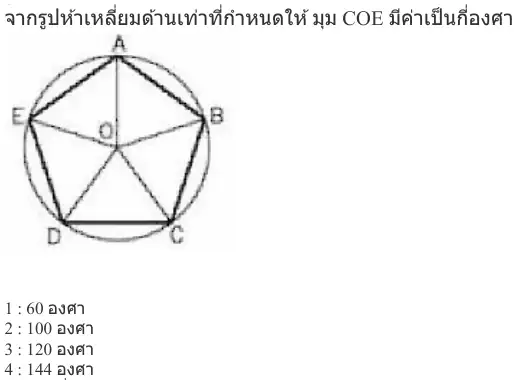 จากรูปห้าเหลี่ยมด้านเท่าที่กำหนดให้ มุม COE มีค่าเป็นกี่องศา
A
E
B
O
D
C
1 : 60 องศา
2 : 100 องศา
3 : 120 องศา
4 : 144 องศา